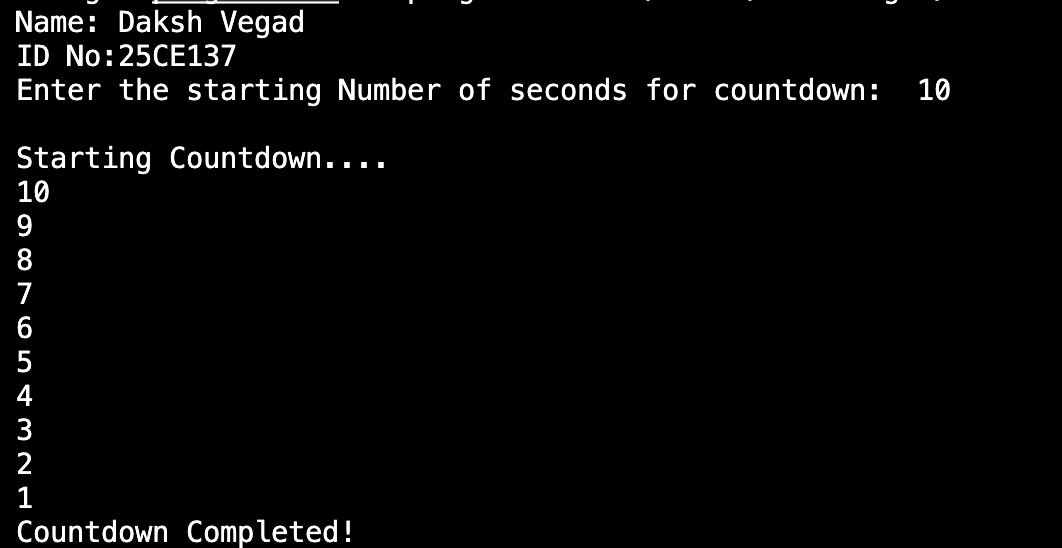 Name: Daksh Vegad
ID No:25CE137
Enter the starting Number of seconds for countdown:  10
Starting Countdown....
10
9
8
7
6
5
4
3
2
1
Countdown Completed!